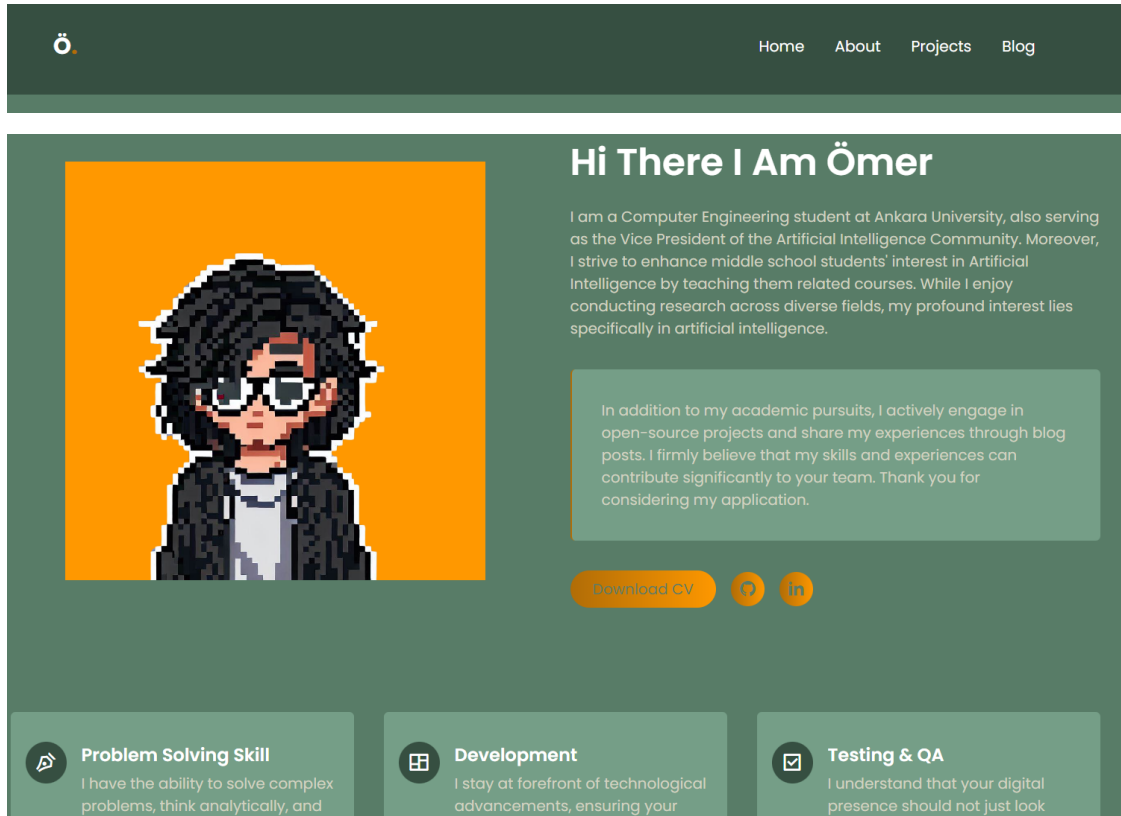 Ö.
Home About Projects Blog
Hi There I Am Ömer
I am a Computer Engineering student at Ankara University, also serving
as the Vice President of the Artificial Intelligence Community. Moreover,
I strive to enhance middle school students' interest in Artificial
Intelligence by teaching them related courses. While I enjoy
conducting research across diverse fields, my profound interest lies
specifically in artificial intelligence.
In addition to my academic pursuits, I actively engage in
open-source projects and share my experiences through blog
posts. I firmly believe that my skills and experiences can
contribute significantly to your team. Thank you for
considering my application.
Download CV in
Problem Solving Skill
I have the ability to solve complex
problems, think analytically, and
Development
I stay at forefront of technological
advancements, ensuring your
Testing & QA
I understand that your digital
presence should not just look